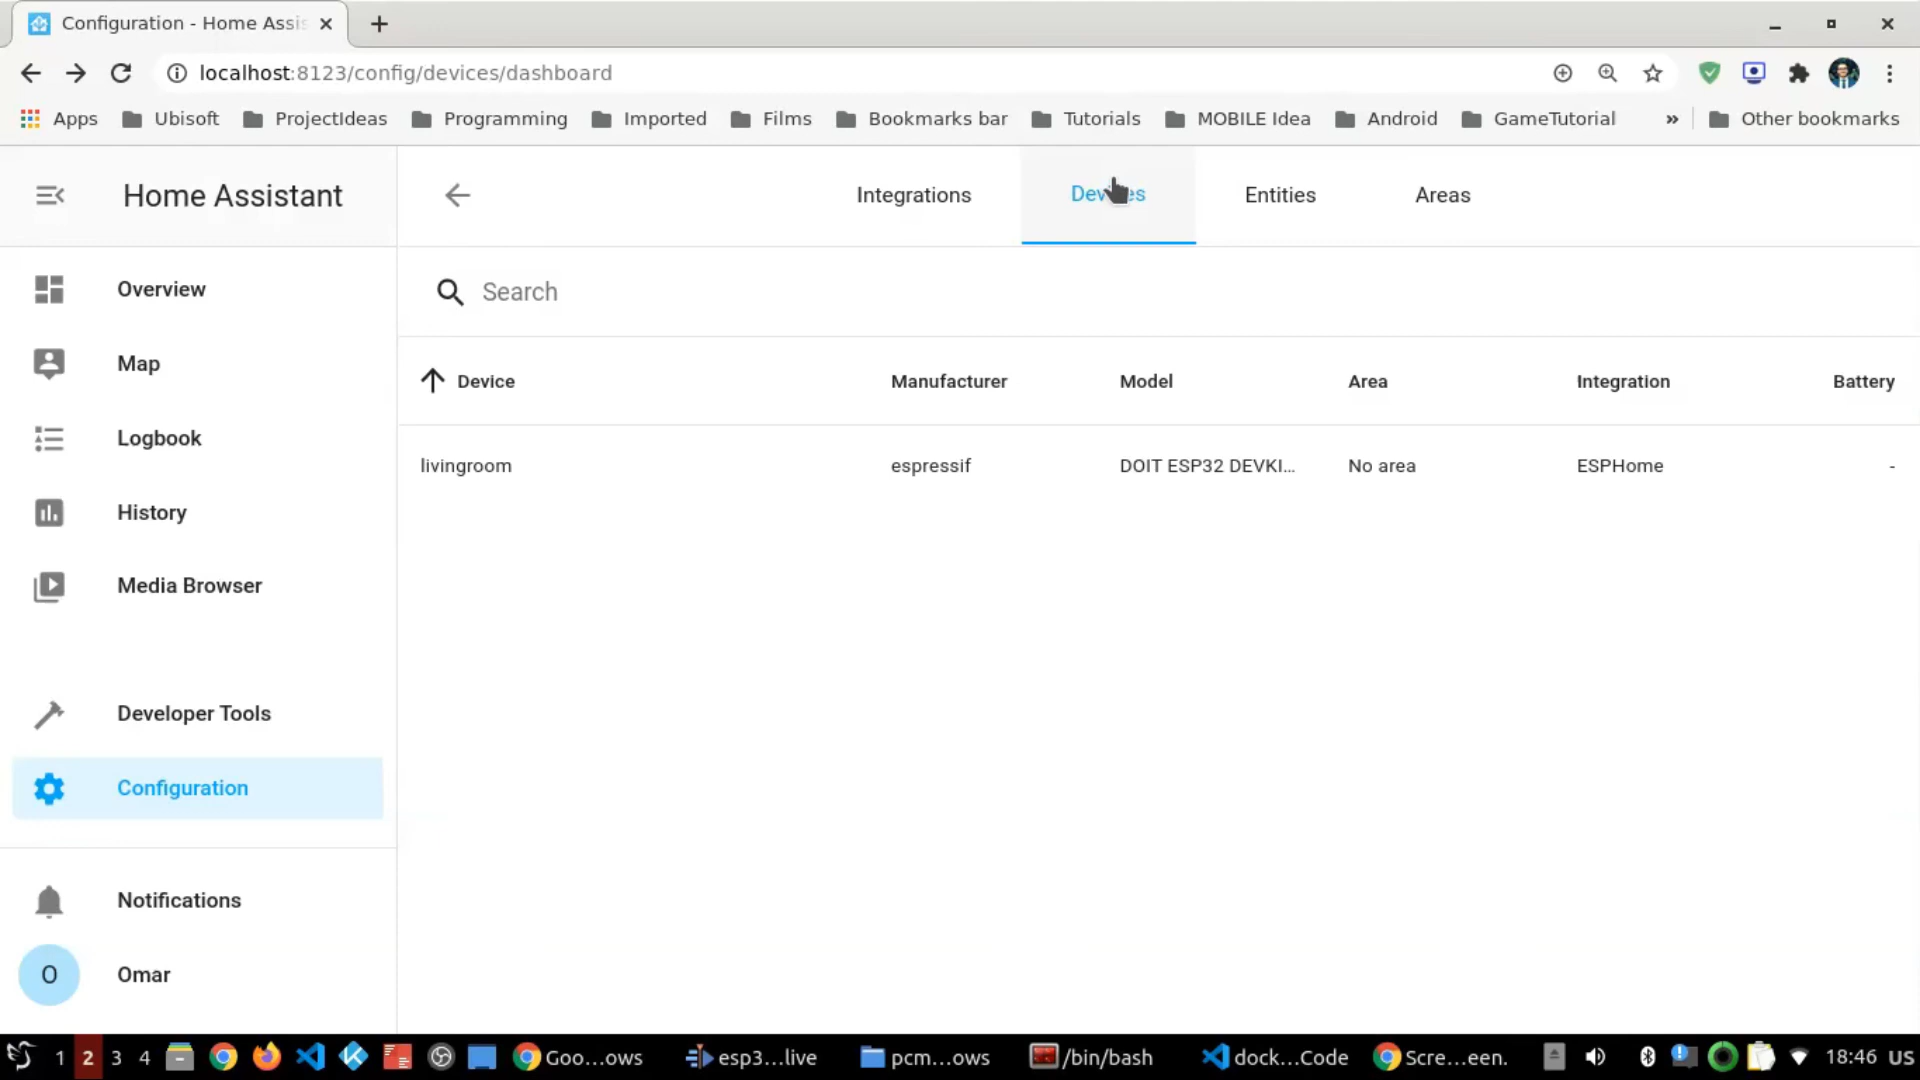 Configuration - Home Assis
localhost:8123/config/devices/dashboard
Apps Ubisoft ProjectIdeas Programming Imported Films Bookmarks bar Tutorials MOBILE Idea Android GameTutorial » Other bookmarks
Home Assistant
Integrations Devices Entities Areas
Search
Overview
Map
Logbook
History
Media Browser
Developer Tools
Configuration
Notifications
O Omar
Device Manufacturer Model Area Integration Battery
livingroom espressif DOIT ESP32 DEVKI... No area ESPHome -
1 2 3 4 Goo...ows esp3...live pcm...ows /bin/bash dock...Code Scre...een. 18:46 US